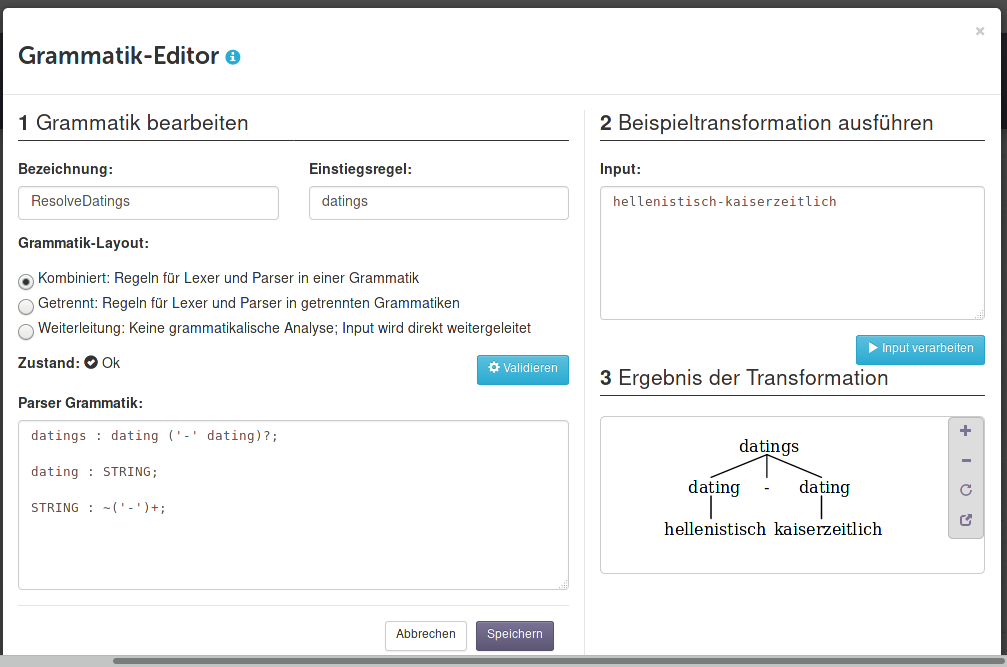 ×
Grammatik-Editor
1 Grammatik bearbeiten
Bezeichnung:
Einstiegsregel:
ResolveDatings
datings
Grammatik-Layout:
Kombiniert: Regeln für Lexer und Parser in einer Grammatik
Getrennt: Regeln für Lexer und Parser in getrennten Grammatiken
Weiterleitung: Keine grammatikalische Analyse; Input wird direkt weitergeleitet
Zustand: Ok
Validieren
Parser Grammatik:
datings : dating ('-' dating)?;
dating : STRING;
STRING : ~('-')+;
Abbrechen
Speichern
2 Beispieltransformation ausführen
Input:
hellenistisch-kaiserzeitlich
Input verarbeiten
3 Ergebnis der Transformation
datings
dating - dating
hellenistisch kaiserzeitlich